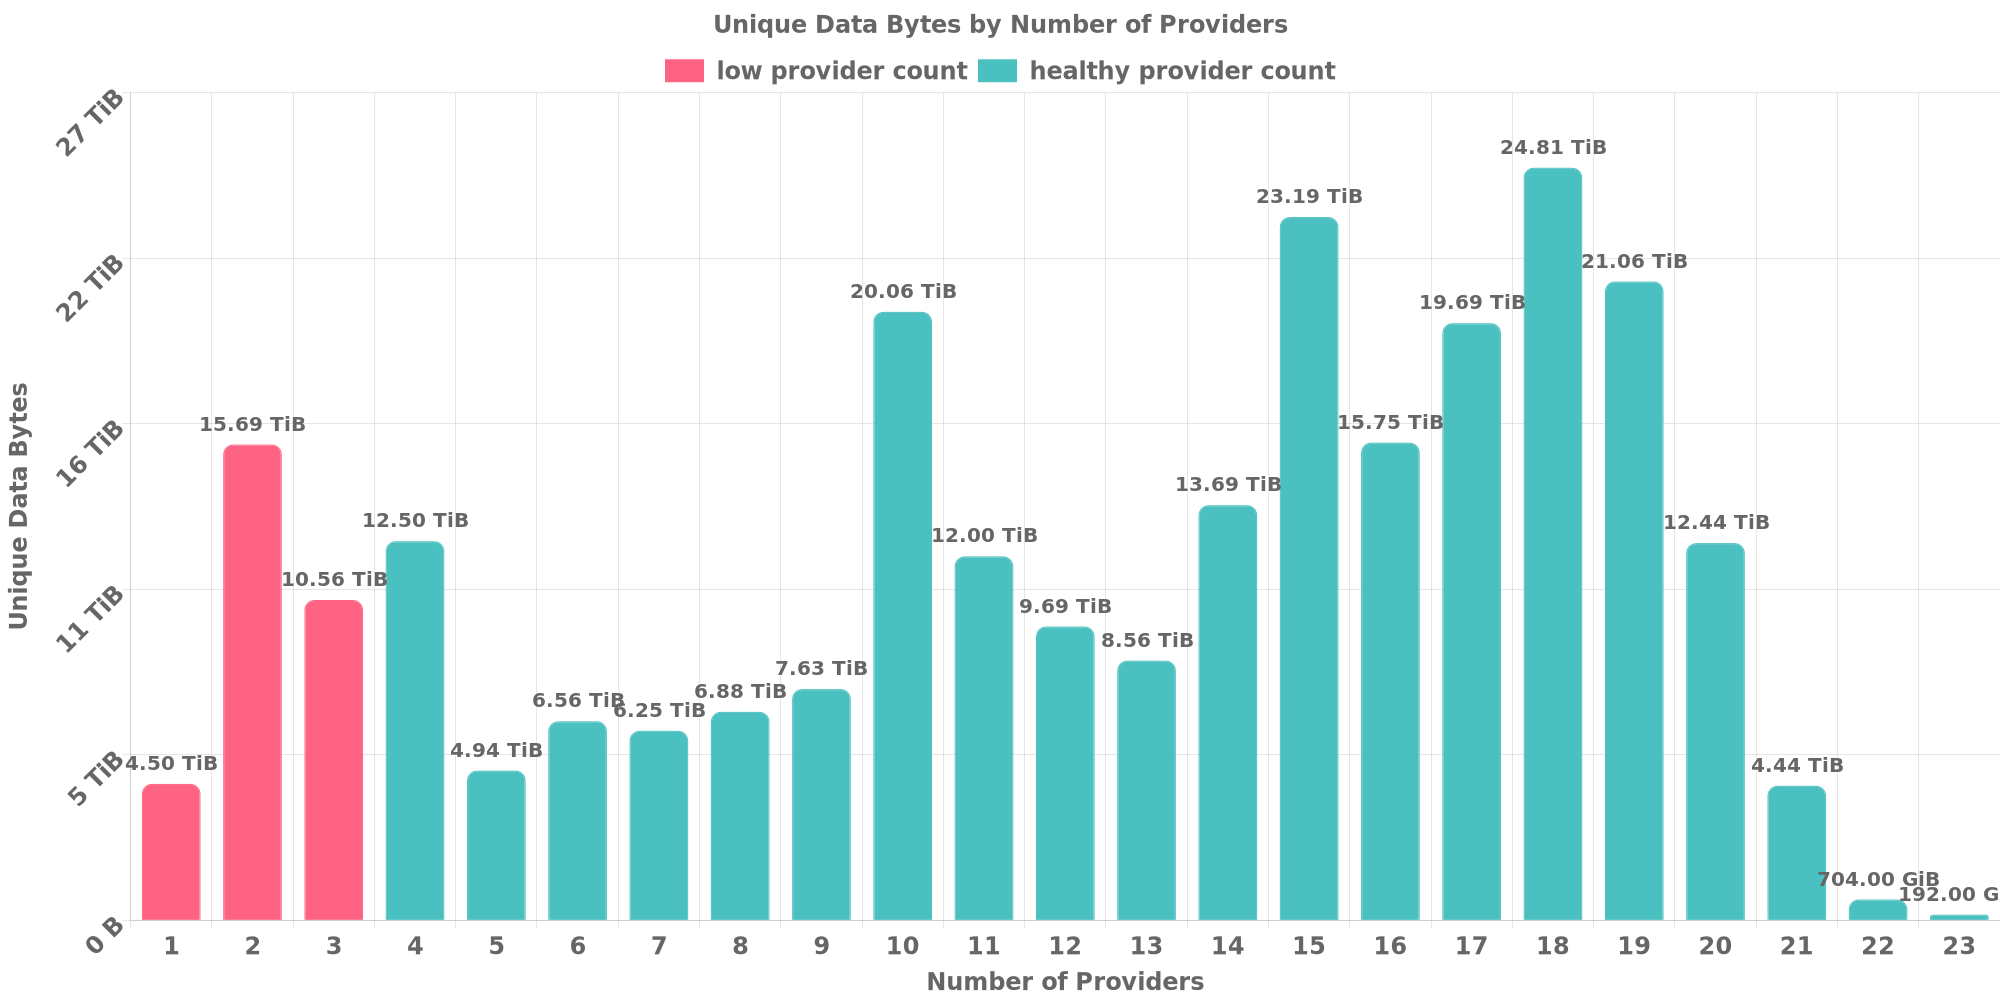 Unique Data Bytes by Number of Providers
low provider count
healthy provider count
27 TiB
22 TiB
16 TiB
11 TiB
5 TiB
0 B
Unique Data Bytes
4.50 TiB
15.69 TiB
10.56 TiB
12.50 TiB
4.94 TiB
6.56 TiB
6.25 TiB
6.88 TiB
7.63 TiB
20.06 TiB
12.00 TiB
9.69 TiB
8.56 TiB
13.69 TiB
23.19 TiB
15.75 TiB
19.69 TiB
24.81 TiB
21.06 TiB
12.44 TiB
4.44 TiB
704.00 GiB
192.00 G
1 2 3 4 5 6 7 8 9 10 11 12 13 14 15 16 17 18 19 20 21 22 23
Number of Providers